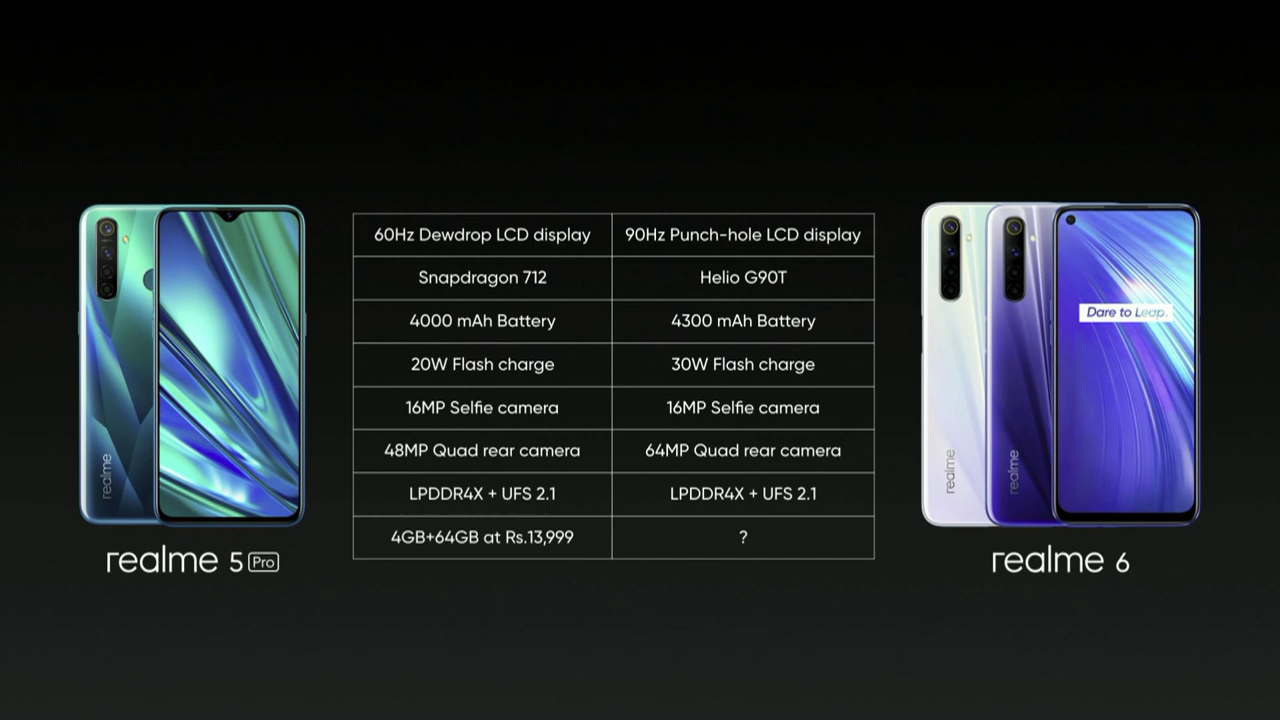 60Hz Dewdrop LCD display
90Hz Punch-hole LCD display
Snapdragon 712
Helio G90T
4000 mAh Battery
4300 mAh Battery
20W Flash charge
30W Flash charge
16MP Selfie camera
16MP Selfie camera
48MP Quad rear camera
64MP Quad rear camera
LPDDR4X + UFS 2.1
LPDDR4X + UFS 2.1
4GB+64GB at Rs.13,999
?
realme
realme 5 Pro
Dare to Leap.
realme
realme
realme 6